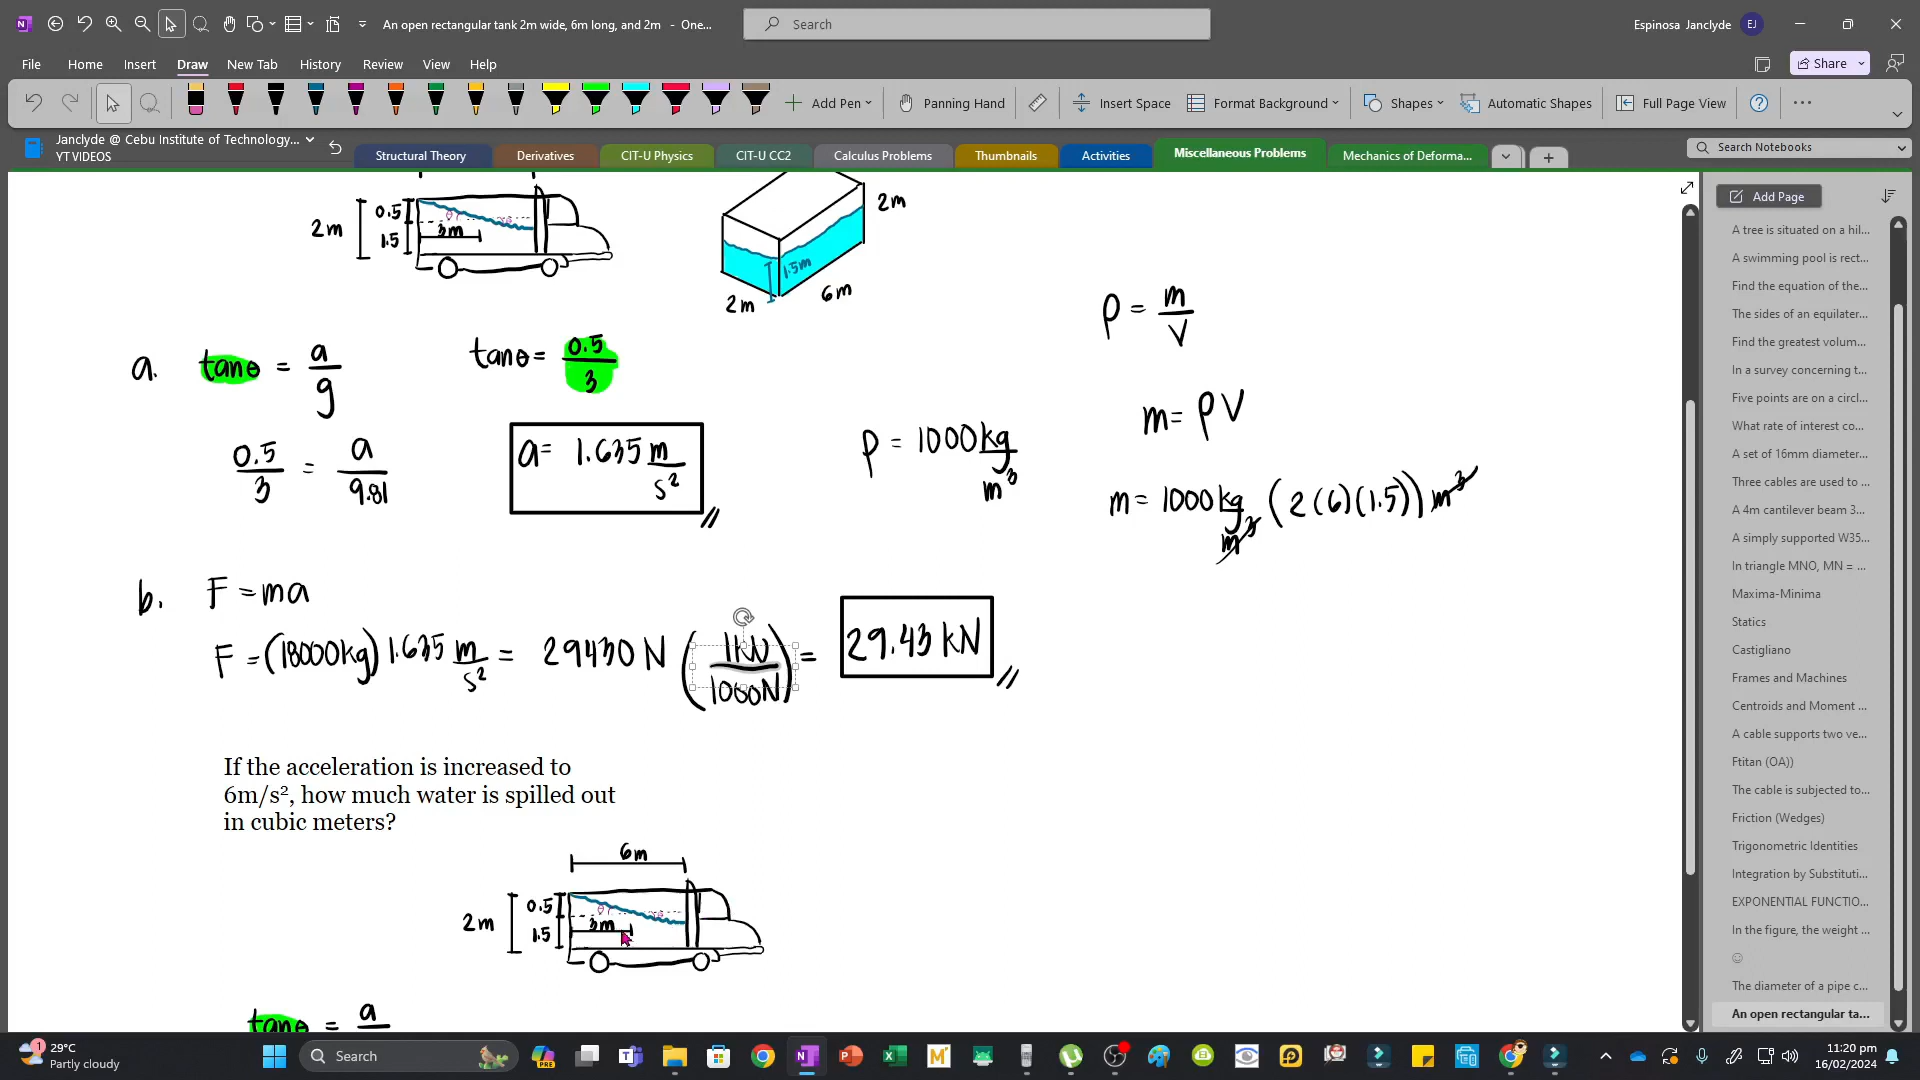 An open rectangular tank 2m wide, 6m long, and 2m - One...
Search
Espinosa Janclyde
EJ
File Home Insert Draw New Tab History Review View Help
Share
Add Pen
Panning Hand
Insert Space
Format Background
Shapes
Automatic Shapes
Full Page View
Janclyde @ Cebu Institute of Technology...
YT VIDEOS
Structural Theory
Derivatives
CIT-U Physics
CIT-U CC2
Calculus Problems
Thumbnails
Activities
Miscellaneous Problems
Mechanics of Deforma...
Search Notebooks
Add Page
A tree is situated on a hil...
A swimming pool is rect...
Find the equation of the...
The sides of an equilater...
Find the greatest volum...
In a survey concerning t...
Five points are on a circl...
What rate of interest co...
A set of 16mm diameter...
Three cables are used to ...
A 4m cantilever beam 3...
A simply supported W35...
In triangle MNO, MN = ...
Maxima-Minima
Statics
Castigliano
Frames and Machines
Centroids and Moment ...
A cable supports two ve...
Ftitan (OA))
The cable is subjected to...
Friction (Wedges)
Trigonometric Identities
Integration by Substituti...
EXPONENTIAL FUNCTIO...
In the figure, the weight ...
The diameter of a pipe c...
An open rectangular ta...
2m
0.5
1.5
3m
θ
2m
1.5m
2m
6m
ρ = m/V
a. tanθ = a/g
tanθ = 0.5/3
m = ρV
0.5/3 = a/9.81
a = 1.635 m/s²
ρ = 1000 kg/m³
m = 1000 kg/m³ (2(6)(1.5)) m³
b. F = ma
F = (18000kg) 1.635 m/s² = 29430 N (1kN/1000N) = 29.43 kN
If the acceleration is increased to
6m/s², how much water is spilled out
in cubic meters?
6m
2m
0.5
1.5
3m
θ
tanθ = a
29°C
Partly cloudy
1
Search
11:20 pm
16/02/2024